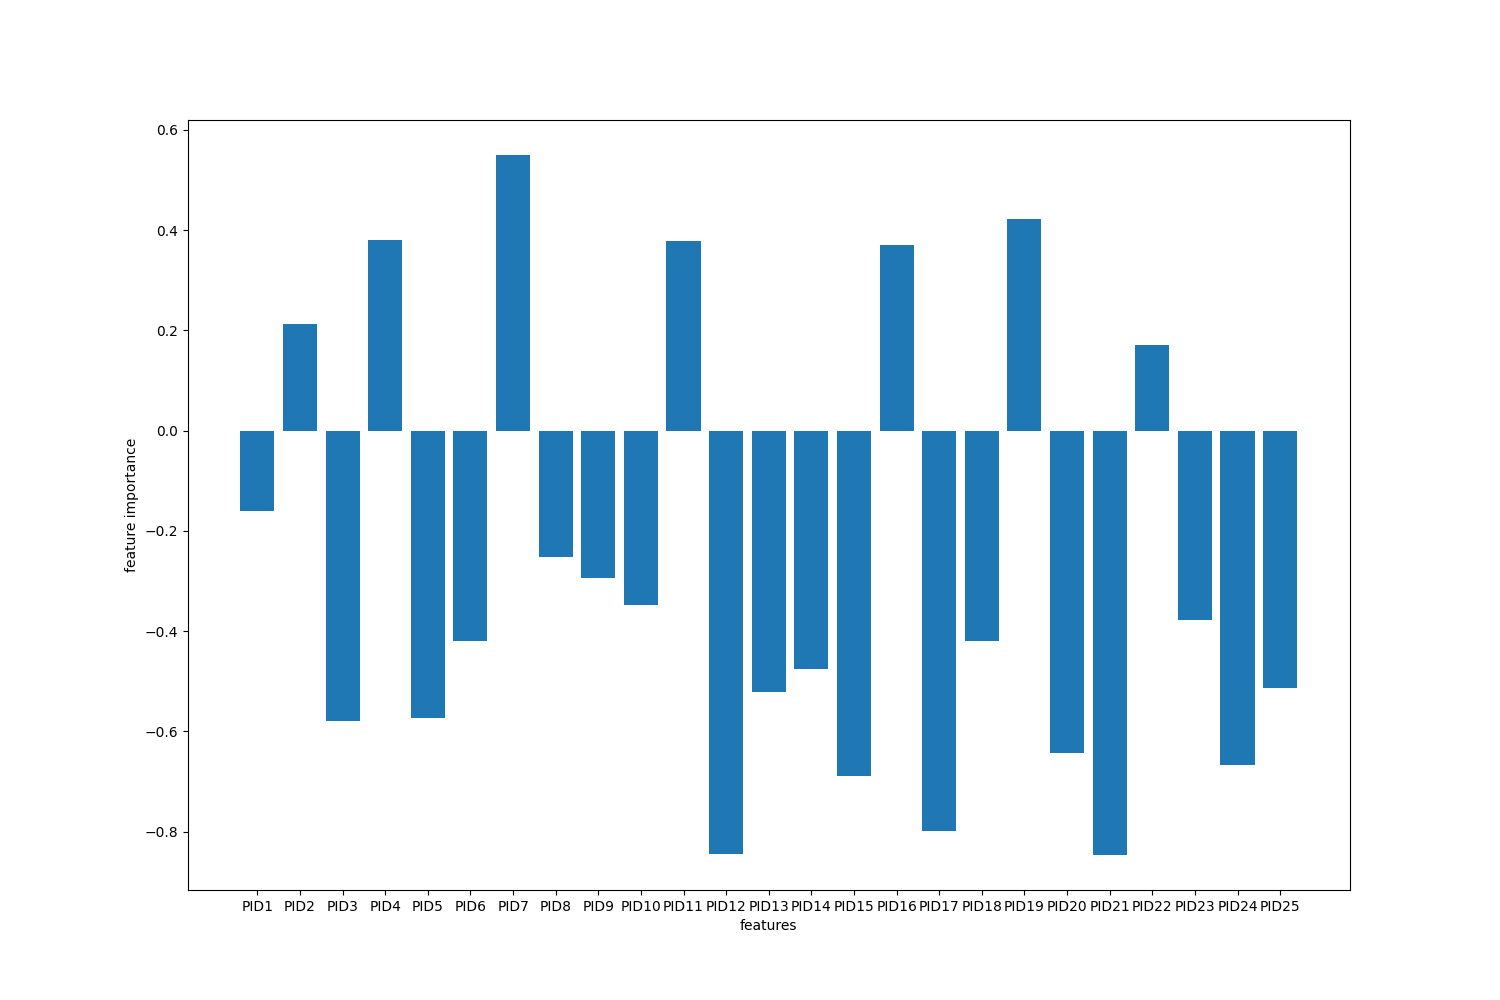 0.6
0.4
0.2
0.0
−0.2
−0.4
−0.6
−0.8
feature importance
PID1 PID2 PID3 PID4 PID5 PID6 PID7 PID8 PID9 PID10 PID11 PID12 PID13 PID14 PID15 PID16 PID17 PID18 PID19 PID20 PID21 PID22 PID23 PID24 PID25
features